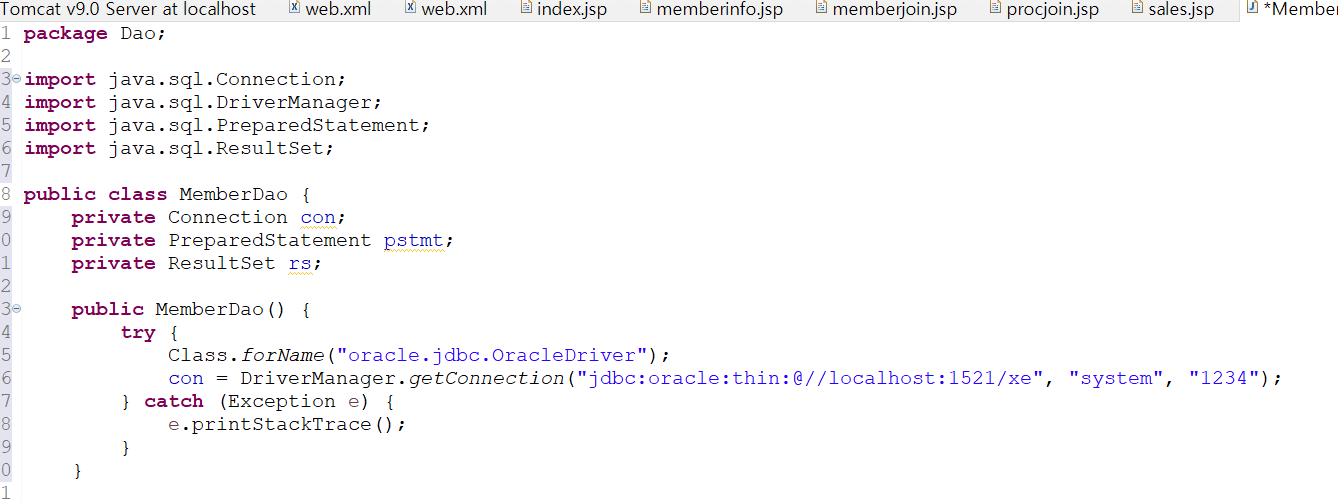 Tomcat v9.0 Server at localhost web.xml web.xml index.jsp memberinfo.jsp memberjoin.jsp procjoin.jsp sales.jsp *Member
1 package Dao;
2
3 import java.sql.Connection;
4 import java.sql.DriverManager;
5 import java.sql.PreparedStatement;
6 import java.sql.ResultSet;
7
8 public class MemberDao {
9 private Connection con;
0 private PreparedStatement pstmt;
1 private ResultSet rs;
2
3 public MemberDao() {
4 try {
5 Class.forName("oracle.jdbc.OracleDriver");
6 con = DriverManager.getConnection("jdbc:oracle:thin:@//localhost:1521/xe", "system", "1234");
7 } catch (Exception e) {
8 e.printStackTrace();
9 }
0 }
1